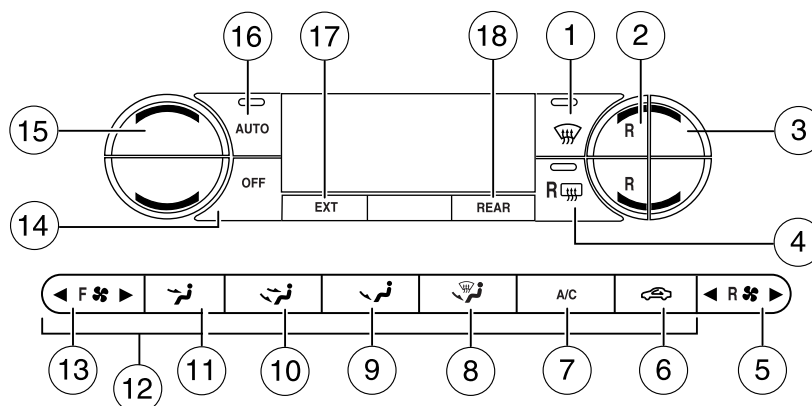 16 17 18 1 2
15 AUTO R 3
OFF R R
14 EXT REAR 4
F A/C R
13 12 11 10 9 8 7 6 5